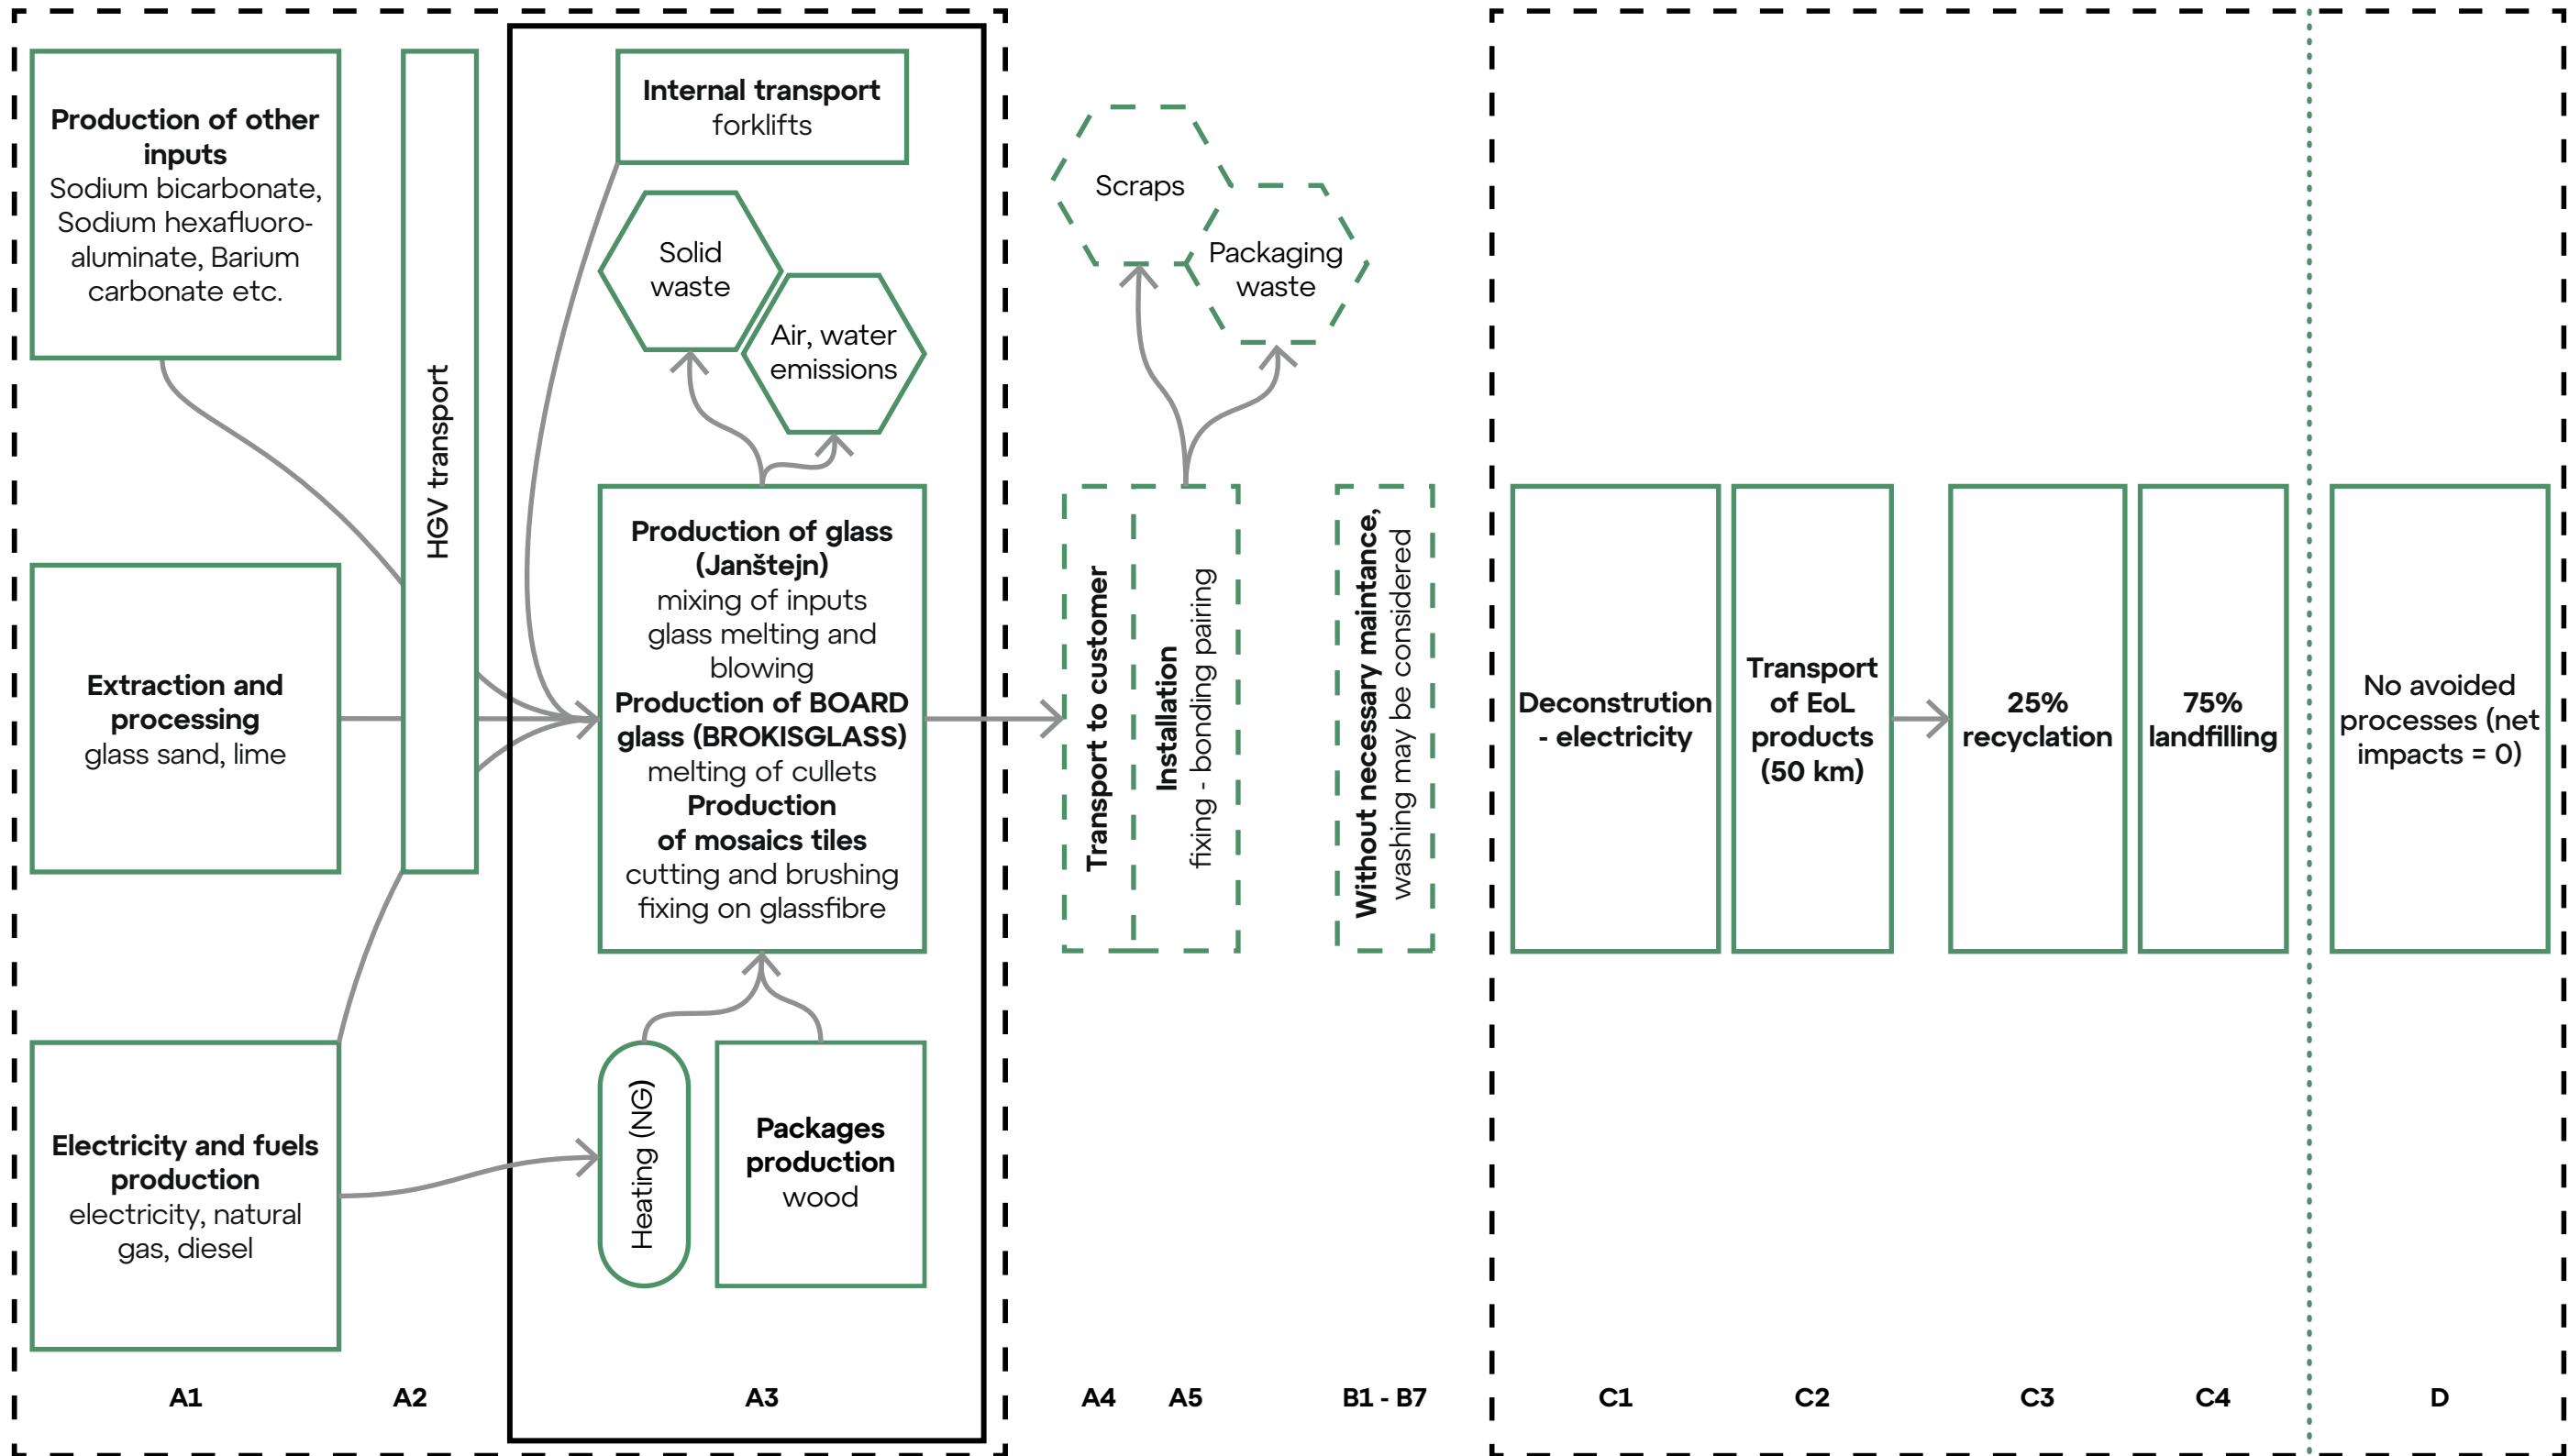 Production of other
inputs
Sodium bicarbonate,
Sodium hexafluoro-
aluminate, Barium
carbonate etc.
Extraction and
processing
glass sand, lime
Electricity and fuels
production
electricity, natural
gas, diesel
HGV transport
Internal transport
forklifts
Solid
waste
Air, water
emissions
Production of glass
(Janštejn)
mixing of inputs
glass melting and
blowing
Production of BOARD
glass (BROKISGLASS)
melting of cullets
Production
of mosaics tiles
cutting and brushing
fixing on glassfibre
Heating (NG)
Packages
production
wood
Scraps
Packaging
waste
Transport to customer
Installation
fixing - bonding pairing
Without necessary maintance,
washing may be considered
Deconstrution
- electricity
Transport
of EoL
products
(50 km)
25%
recyclation
75%
landfilling
No avoided
processes (net
impacts = 0)
A1
A2
A3
A4
A5
B1 - B7
C1
C2
C3
C4
D